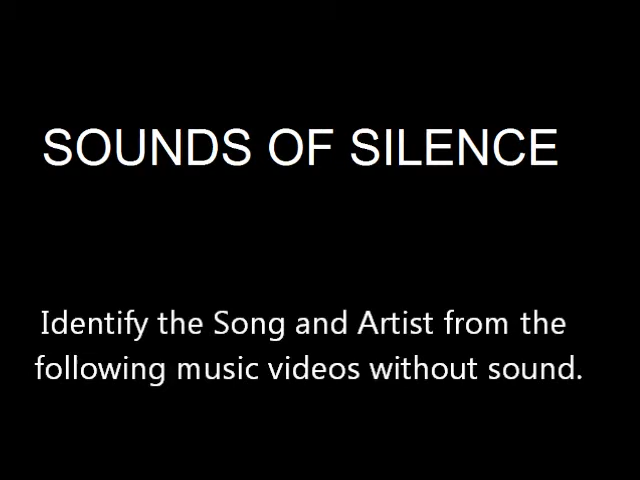 SOUNDS OF SILENCE
Identify the Song and Artist from the
following music videos without sound.